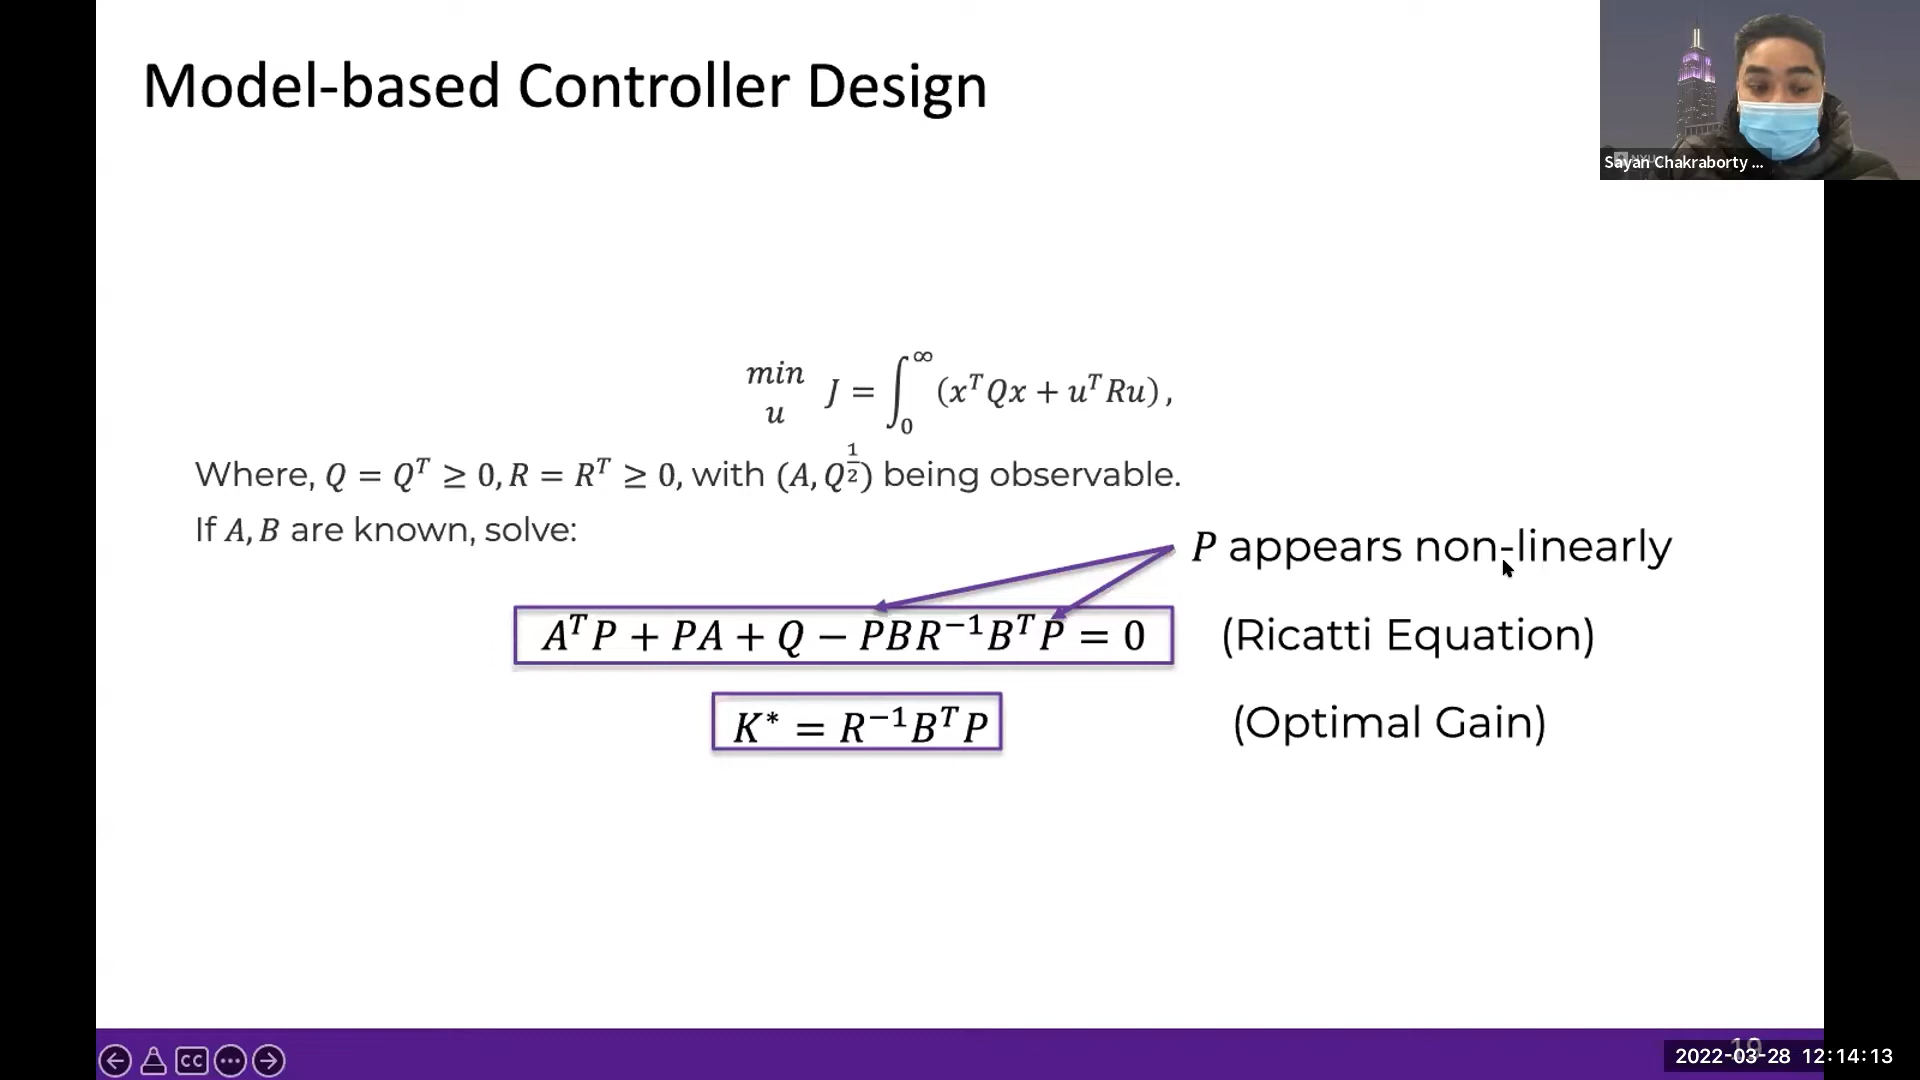 Model-based Controller Design
Sayan Chakraborty ...
min u J = ∫₀^∞ (xᵀQx + uᵀRu),
Where, Q = Qᵀ ≥ 0, R = Rᵀ ≥ 0, with (A, Q^(1/2)) being observable.
If A, B are known, solve:
P appears non-linearly
AᵀP + PA + Q − PBR⁻¹BᵀP = 0 (Ricatti Equation)
K* = R⁻¹BᵀP (Optimal Gain)
CC
2022-03-28 12:14:13